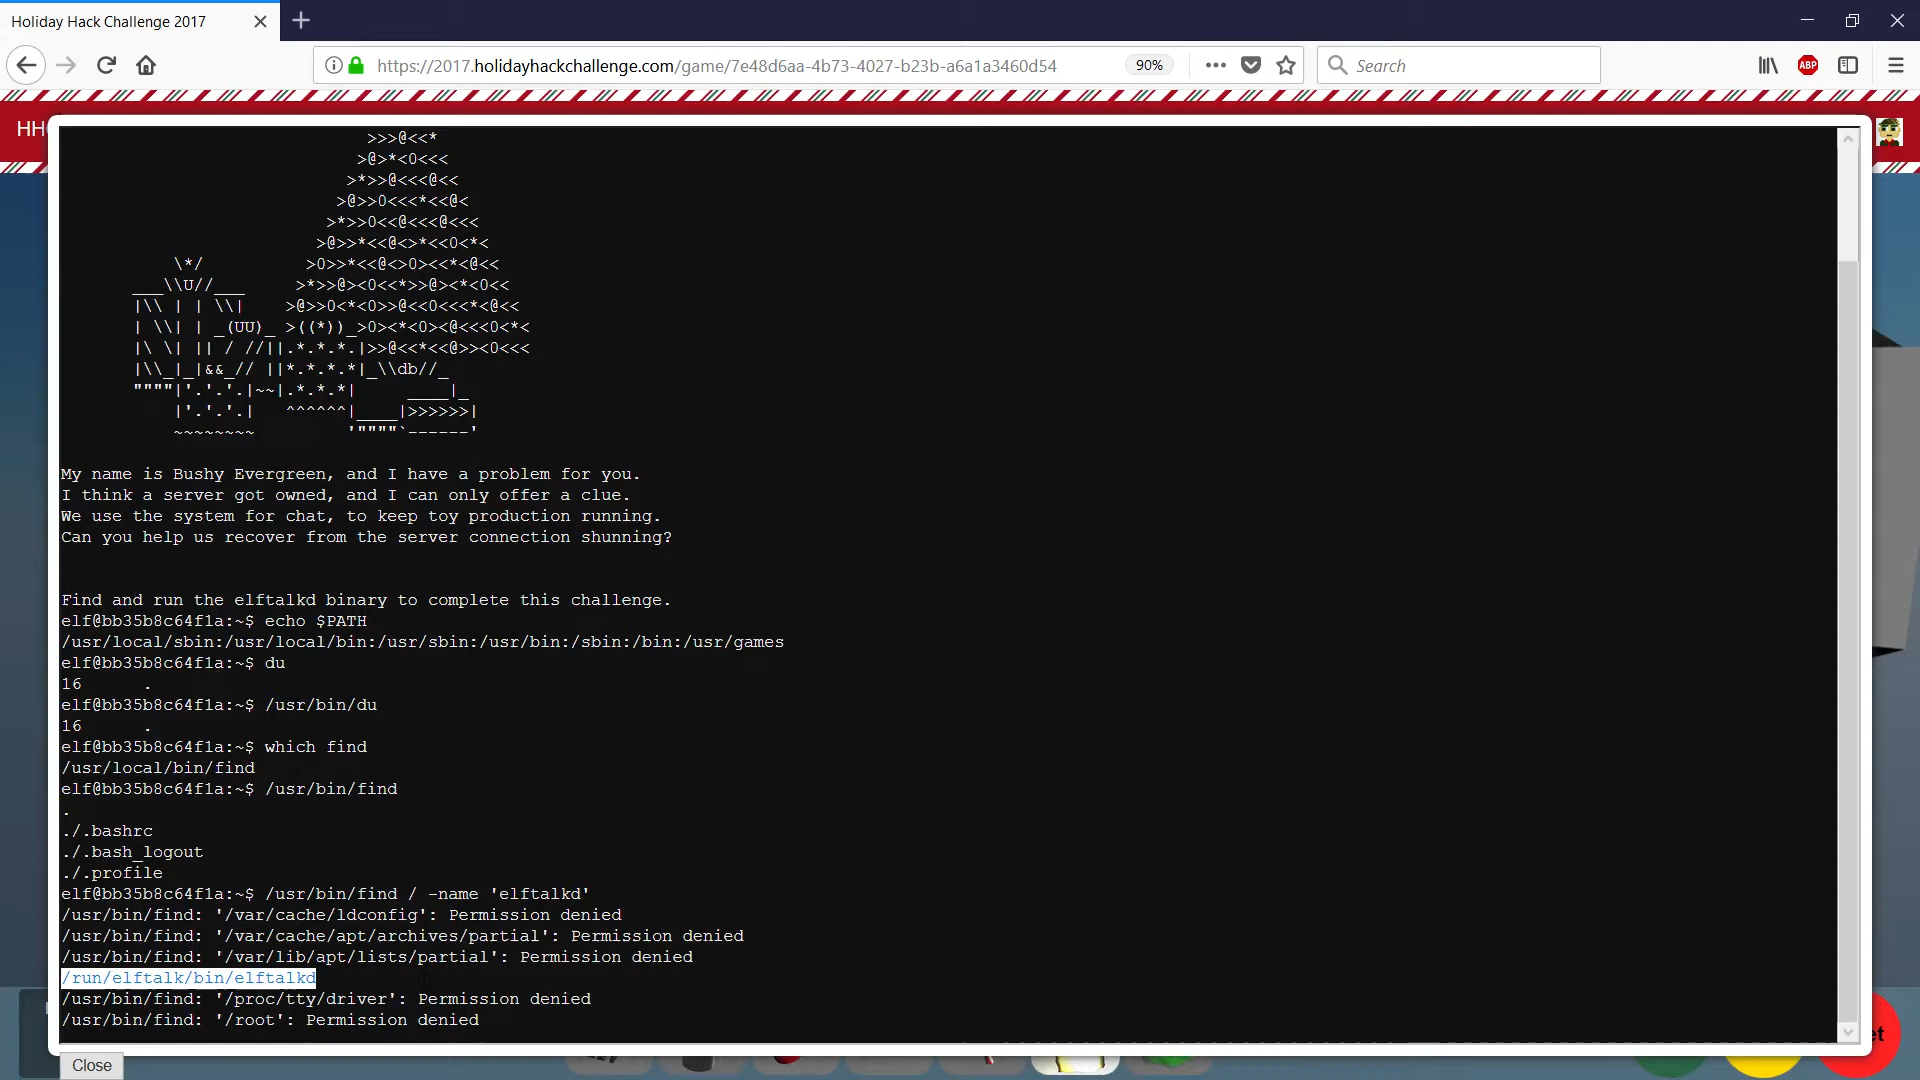 Holiday Hack Challenge 2017
https://2017.holidayhackchallenge.com/game/7e48d6aa-4b73-4027-b23b-a6a1a3460d54
90%
Search
ABP
HH
>>>@<<*
>@>*<O<<<
>*>>@<<<@<<
>@>>O<<<*<<@<
>*>>O<<@<<<@<<<
>@>>*<<@<>*<<O<*<
\*/ >O>>*<<@<>O><<*<@<<
___\\U//___ >*>>@><O<<*>>@><*<O<<
|\\ | | \\| >@>>O<*<O>>@<<O<<<*<@<<
| \\| | _(UU)_ >((*))_>O><*<O><@<<<O<*<
|\ \| || / //||.*.*.*.|>>@<<*<<@>><O<<<
|\\_|_|&&_// ||*.*.*.*|_\\db//_
""""|'.'.'.|~~|.*.*.*| ____|_
|'.'.'.| ^^^^^^|____|>>>>>>|
~~~~~~~~ '""""`------'
My name is Bushy Evergreen, and I have a problem for you.
I think a server got owned, and I can only offer a clue.
We use the system for chat, to keep toy production running.
Can you help us recover from the server connection shunning?
Find and run the elftalkd binary to complete this challenge.
elf@bb35b8c64f1a:~$ echo $PATH
/usr/local/sbin:/usr/local/bin:/usr/sbin:/usr/bin:/sbin:/bin:/usr/games
elf@bb35b8c64f1a:~$ du
16 .
elf@bb35b8c64f1a:~$ /usr/bin/du
16 .
elf@bb35b8c64f1a:~$ which find
/usr/local/bin/find
elf@bb35b8c64f1a:~$ /usr/bin/find
.
./.bashrc
./.bash_logout
./.profile
elf@bb35b8c64f1a:~$ /usr/bin/find / -name 'elftalkd'
/usr/bin/find: '/var/cache/ldconfig': Permission denied
/usr/bin/find: '/var/cache/apt/archives/partial': Permission denied
/usr/bin/find: '/var/lib/apt/lists/partial': Permission denied
/run/elftalk/bin/elftalkd
/usr/bin/find: '/proc/tty/driver': Permission denied
/usr/bin/find: '/root': Permission denied
Close